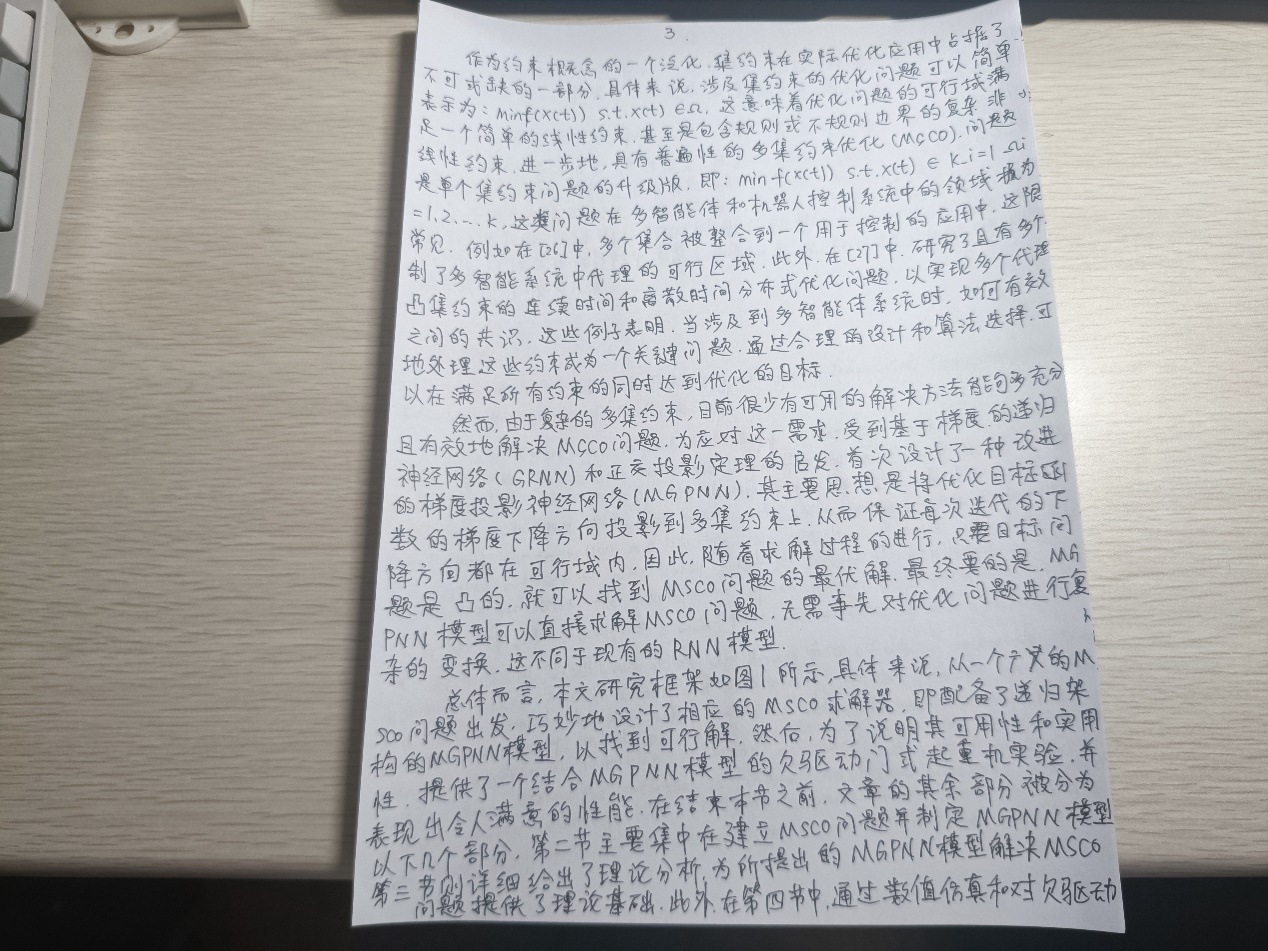 3.
作为约束概念的一个泛化,集约束在实际优化应用中占据了
不可或缺的一部分.具体来说,涉及集约束的优化问题可以简单
表示为:minf(x(t)) s.t.x(t)∈Ω,这意味着优化问题的可行域满
足一个简单的线性约束,甚至是包含规则或不规则边界的复杂非
线性约束.进一步地,具有普遍性的多集约束优化(MSCO),问题
是单个集约束问题的升级版,即:minf(x(t)) s.t.x(t)∈K_i=1 Ωi
=1.2...k,这类问题在多智能体和机器人控制系统中的领域极为
常见.例如在[26]中,多个集合被整合到一个用于控制的应用中,这限
制了多智能系统中代理的可行区域.此外,在[27]中,研究了具有多个
凸集约束的连续时间和离散时间分布式优化问题,以实现多个代理
之间的共识.这些例子表明,当涉及到多智能体系统时,如何有效
地处理这些约束成为一个关键问题.通过合理的设计和算法选择,可
以在满足所有约束的同时达到优化的目标.
然而,由于复杂的多集约束,目前很少有可用的解决方法能够充分
且有效地解决MSCO问题.为应对这一需求,受到基于梯度的递归
神经网络(GRNN)和正交投影定理的启发,首次设计了一种改进
的梯度投影神经网络(MGPNN),其主要思想是将优化目标函
数的梯度下降方向投影到多集约束上,从而保证每次迭代的下
降方向都在可行域内.因此,随着求解过程的进行,只要目标问
题是凸的,就可以找到MSCO问题的最优解.最终要的是,MG
PNN模型可以直接求解MSCO问题,无需事先对优化问题进行复
杂的变换,这不同于现有的RNN模型.
总体而言,本文研究框架如图1所示.具体来说,从一个广义的M
SCO问题出发,巧妙地设计了相应的MSCO求解器,即配备了递归架
构的MGPNN模型,以找到可行解.然后,为了说明其可用性和实用
性,提供了一个结合MGPNN模型的欠驱动门式起重机实验,并
表现出令人满意的性能.在结束本节之前,文章的其余部分被分为
以下几个部分.第二节主要集中在建立MSCO问题并制定MGPNN模型
第三节则详细给出了理论分析,为所提出的MGPNN模型解决MSCO
问题提供了理论基础.此外,在第四节中,通过数值仿真和对欠驱动